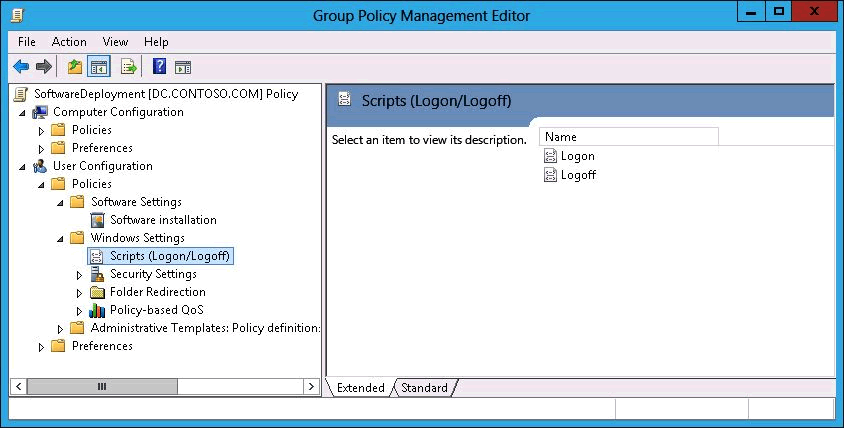 Group Policy Management Editor
File Action View Help
SoftwareDeployment [DC.CONTOSO.COM] Policy
Computer Configuration
Policies
Preferences
User Configuration
Policies
Software Settings
Software installation
Windows Settings
Scripts (Logon/Logoff)
Security Settings
Folder Redirection
Policy-based QoS
Administrative Templates: Policy definition:
Preferences
Scripts (Logon/Logoff)
Select an item to view its description.
Name
Logon
Logoff
Extended Standard